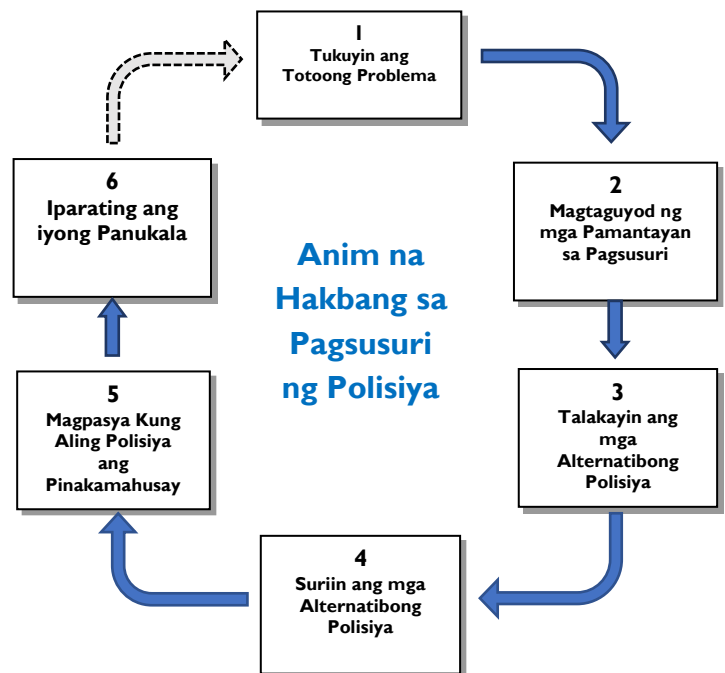 1
Tukuyin ang
Totoong Problema
2
Magtaguyod ng
mga Pamantayan
sa Pagsusuri
3
Talakayin ang
mga
Alternatibong
Polisiya
4
Suriin ang mga
Alternatibong
Polisiya
5
Magpasya Kung
Aling Polisiya
ang
Pinakamahusay
6
Iparating ang
iyong Panukala
Anim na
Hakbang sa
Pagsusuri
ng Polisiya